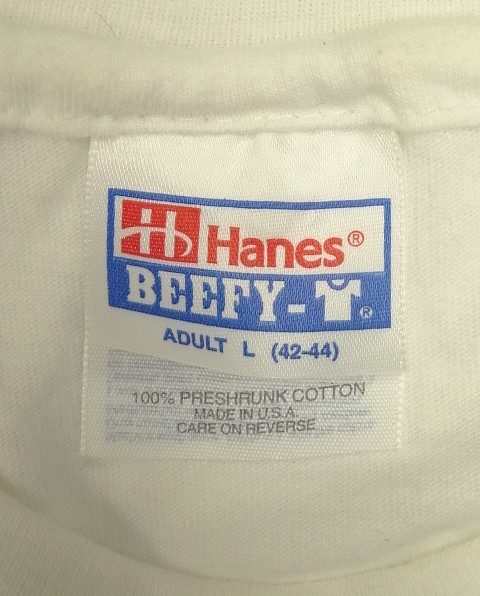 Hanes®
BEEFY-T®
ADULT L (42-44)
100% PRESHRUNK COTTON
MADE IN U.S.A.
CARE ON REVERSE